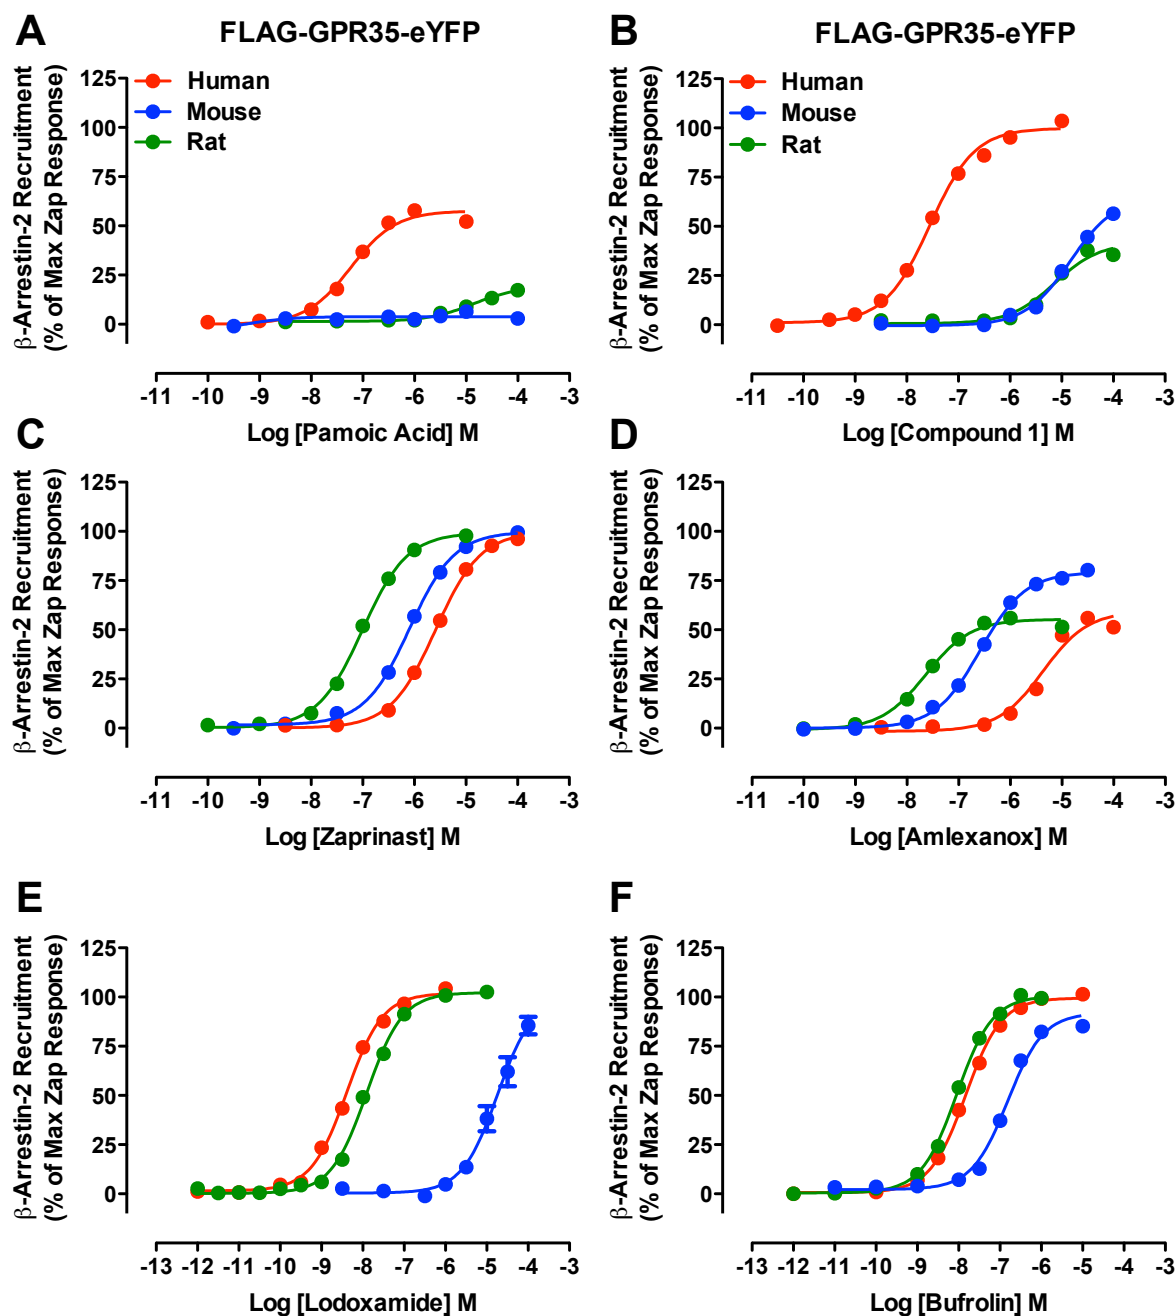 A
FLAG-GPR35-eYFP
β-Arrestin-2 Recruitment
(% of Max Zap Response)
125
100
75
50
25
0
Human
Mouse
Rat
-11 -10 -9 -8 -7 -6 -5 -4 -3
Log [Pamoic Acid] M
B
FLAG-GPR35-eYFP
β-Arrestin-2 Recruitment
(% of Max Zap Response)
125
100
75
50
25
0
Human
Mouse
Rat
-11 -10 -9 -8 -7 -6 -5 -4 -3
Log [Compound 1] M
C
β-Arrestin-2 Recruitment
(% of Max Zap Response)
125
100
75
50
25
0
-11 -10 -9 -8 -7 -6 -5 -4 -3
Log [Zaprinast] M
D
β-Arrestin-2 Recruitment
(% of Max Zap Response)
125
100
75
50
25
0
-11 -10 -9 -8 -7 -6 -5 -4 -3
Log [Amlexanox] M
E
β-Arrestin-2 Recruitment
(% of Max Zap Response)
125
100
75
50
25
0
-13 -12 -11 -10 -9 -8 -7 -6 -5 -4 -3
Log [Lodoxamide] M
F
β-Arrestin-2 Recruitment
(% of Max Zap Response)
125
100
75
50
25
0
-13 -12 -11 -10 -9 -8 -7 -6 -5 -4 -3
Log [Bufrolin] M